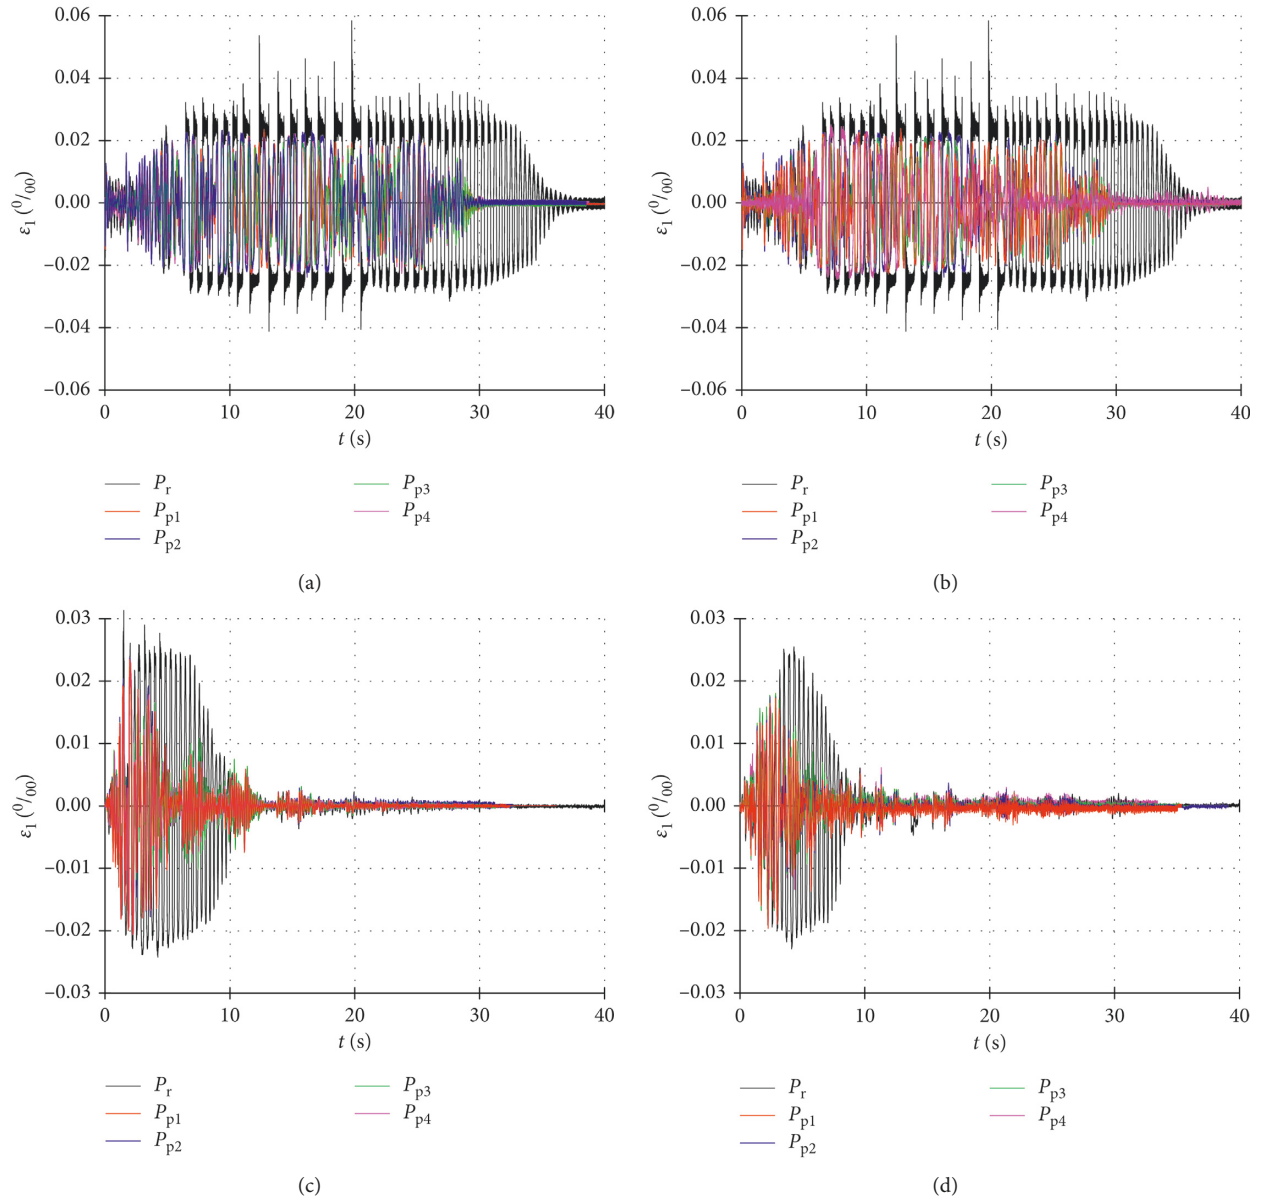 0.06
0.04
0.02
0.00
–0.02
–0.04
–0.06
ε1 (0/00)
0 10 20 30 40
t (s)
Pr
Pp1
Pp2
Pp3
Pp4
(a)
0.06
0.04
0.02
0.00
–0.02
–0.04
–0.06
ε1 (0/00)
0 10 20 30 40
t (s)
Pr
Pp1
Pp2
Pp3
Pp4
(b)
0.03
0.02
0.01
0.00
–0.01
–0.02
–0.03
ε1 (0/00)
0 10 20 30 40
t (s)
Pr
Pp1
Pp2
Pp3
Pp4
(c)
0.03
0.02
0.01
0.00
–0.01
–0.02
–0.03
ε1 (0/00)
0 10 20 30 40
t (s)
Pr
Pp1
Pp2
Pp3
Pp4
(d)